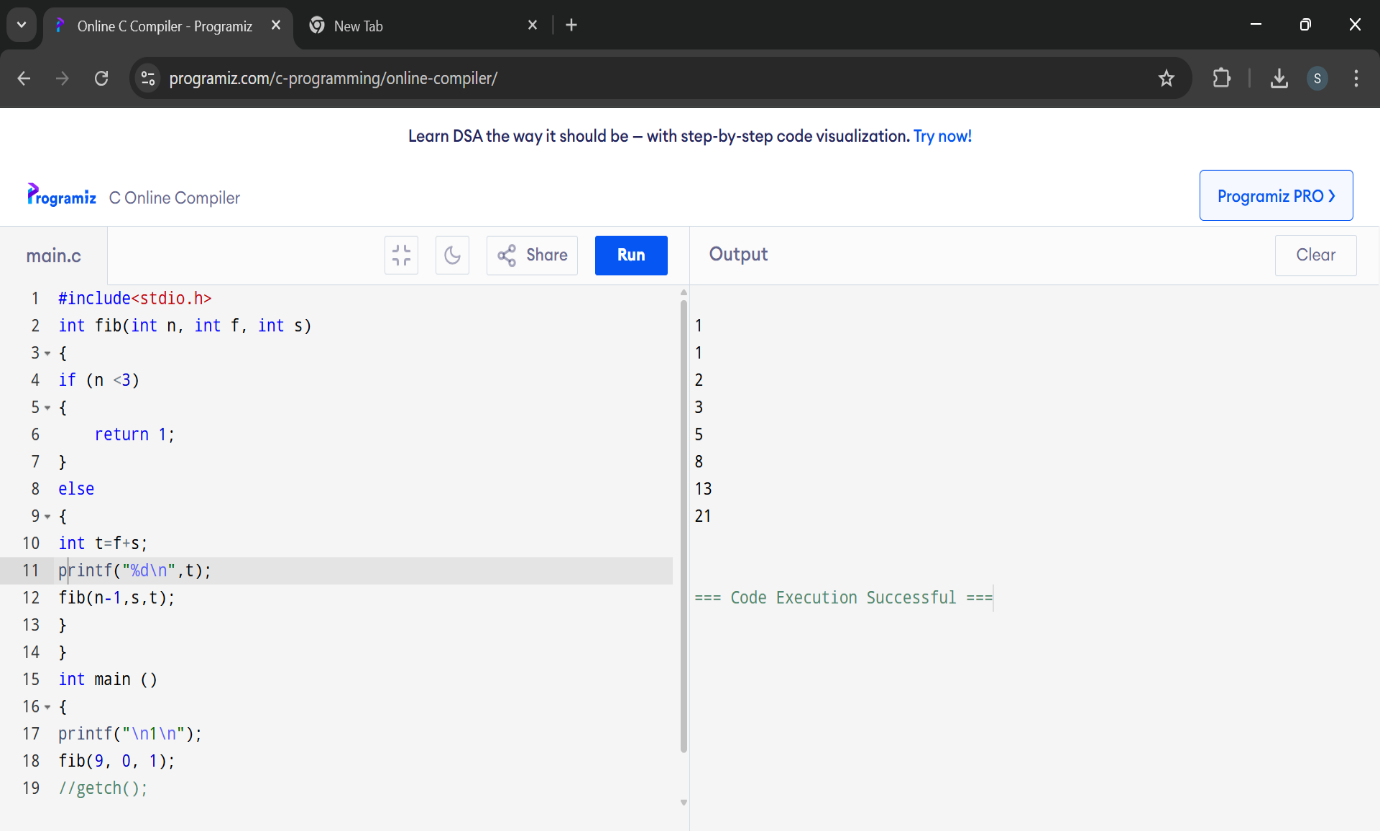 Online C Compiler - Programiz
New Tab
programiz.com/c-programming/online-compiler/
S
Learn DSA the way it should be — with step-by-step code visualization. Try now!
Programiz C Online Compiler
Programiz PRO
main.c
Share
Run
Output
Clear
1 #include<stdio.h>
2 int fib(int n, int f, int s)
3 {
4 if (n <3)
5 {
6 return 1;
7 }
8 else
9 {
10 int t=f+s;
11 printf("%d\n",t);
12 fib(n-1,s,t);
13 }
14 }
15 int main ()
16 {
17 printf("\n1\n");
18 fib(9, 0, 1);
19 //getch();
1
1
2
3
5
8
13
21
=== Code Execution Successful ===